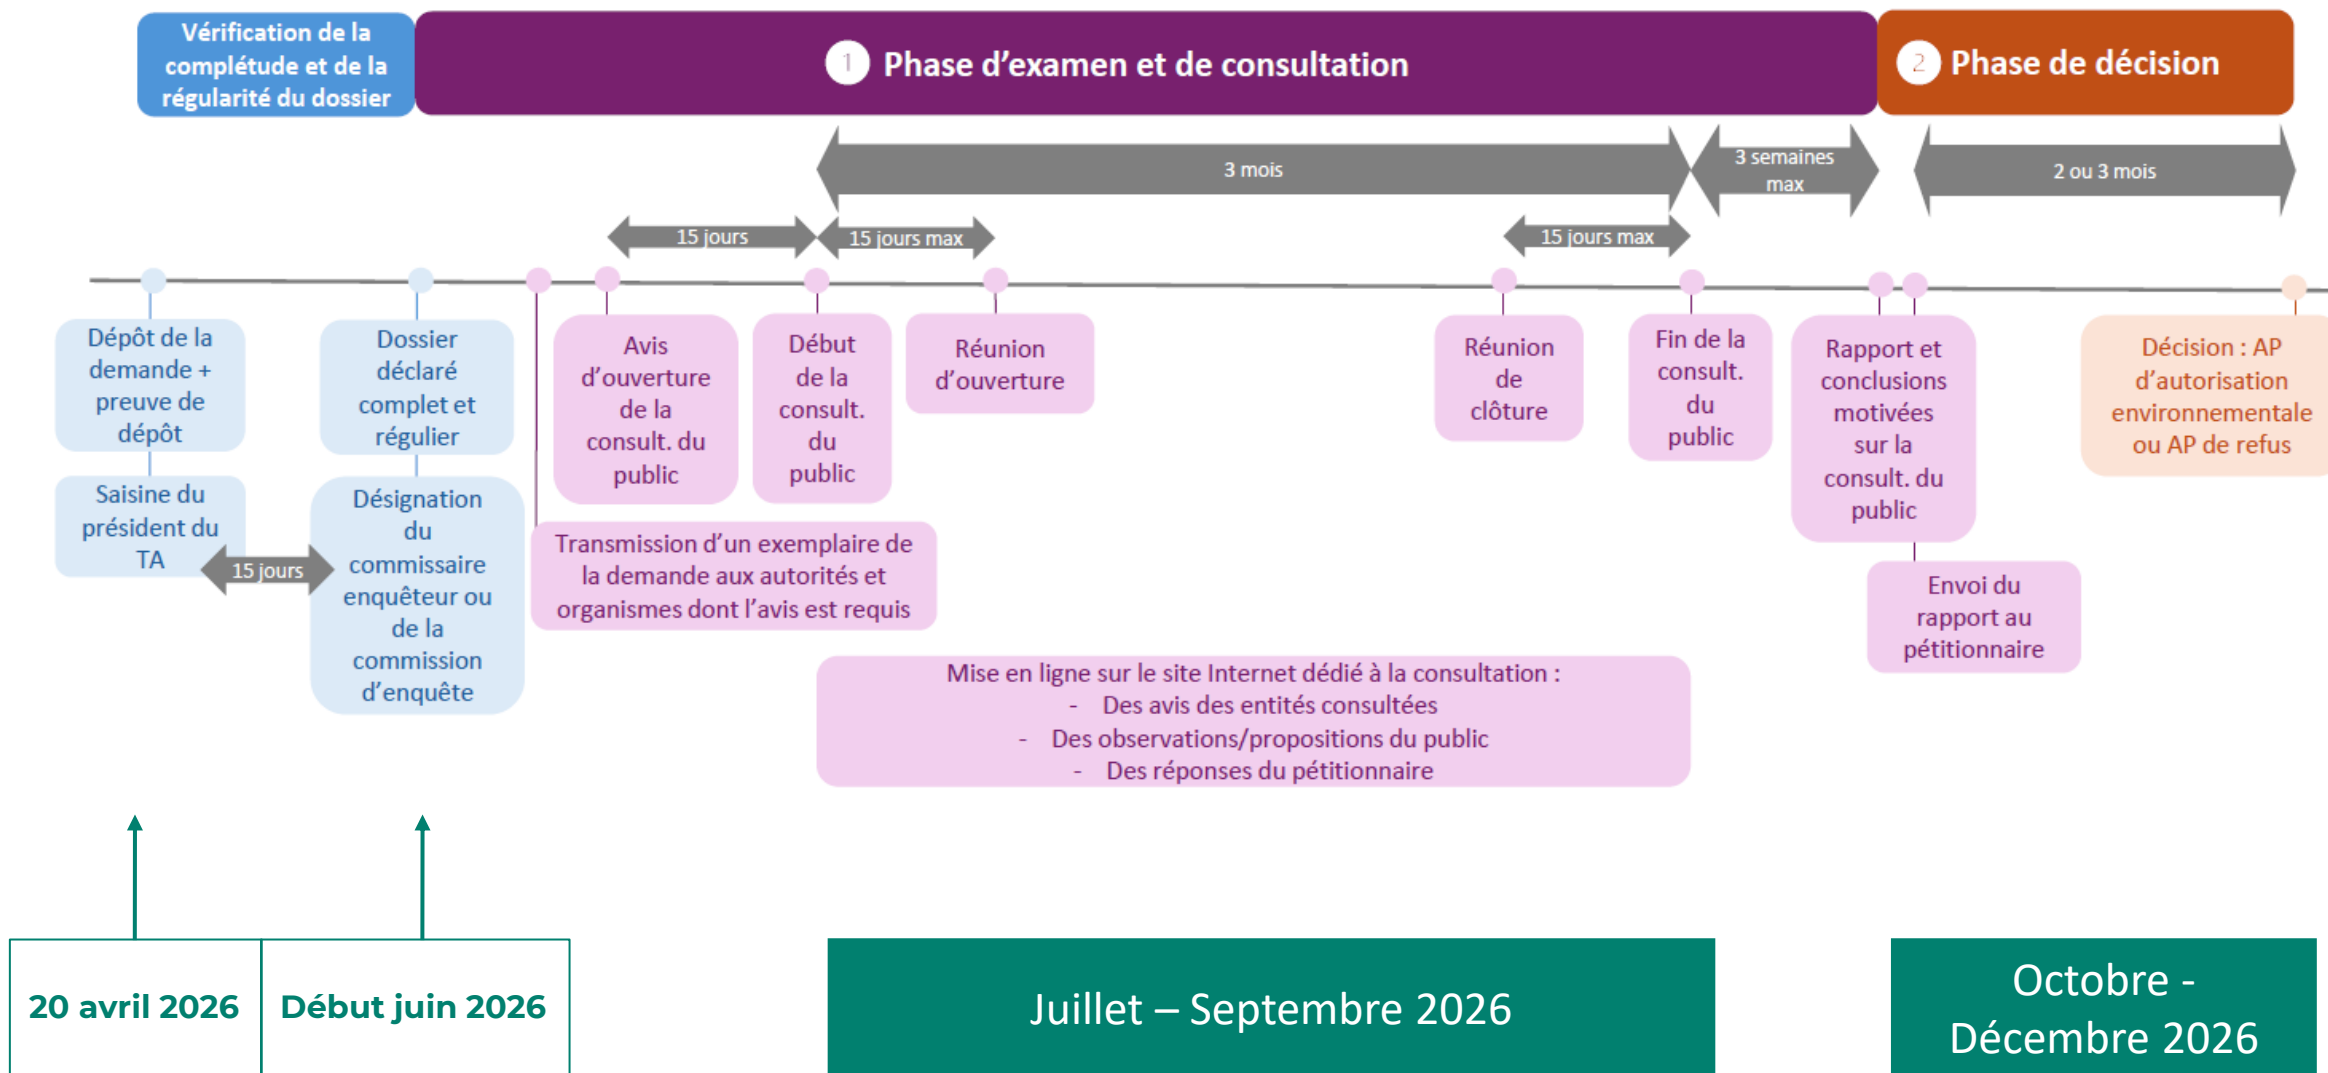 Vérification de la
complétude et de la
régularité du dossier
1 Phase d’examen et de consultation
2 Phase de décision
3 mois
3 semaines
max
2 ou 3 mois
15 jours
15 jours max
15 jours max
Dépôt de la
demande +
preuve de
dépôt
Saisine du
président du
TA
15 jours
Dossier
déclaré
complet et
régulier
Désignation
du
commissaire
enquêteur ou
de la
commission
d’enquête
Avis
d’ouverture
de la
consult. du
public
Début
de la
consult.
du
public
Réunion
d’ouverture
Transmission d’un exemplaire de
la demande aux autorités et
organismes dont l’avis est requis
Réunion
de
clôture
Fin de la
consult.
du
public
Rapport et
conclusions
motivées
sur la
consult. du
public
Envoi du
rapport au
pétitionnaire
Décision : AP
d’autorisation
environnementale
ou AP de refus
Mise en ligne sur le site Internet dédié à la consultation :
- Des avis des entités consultées
- Des observations/propositions du public
- Des réponses du pétitionnaire
20 avril 2026
Début juin 2026
Juillet – Septembre 2026
Octobre -
Décembre 2026